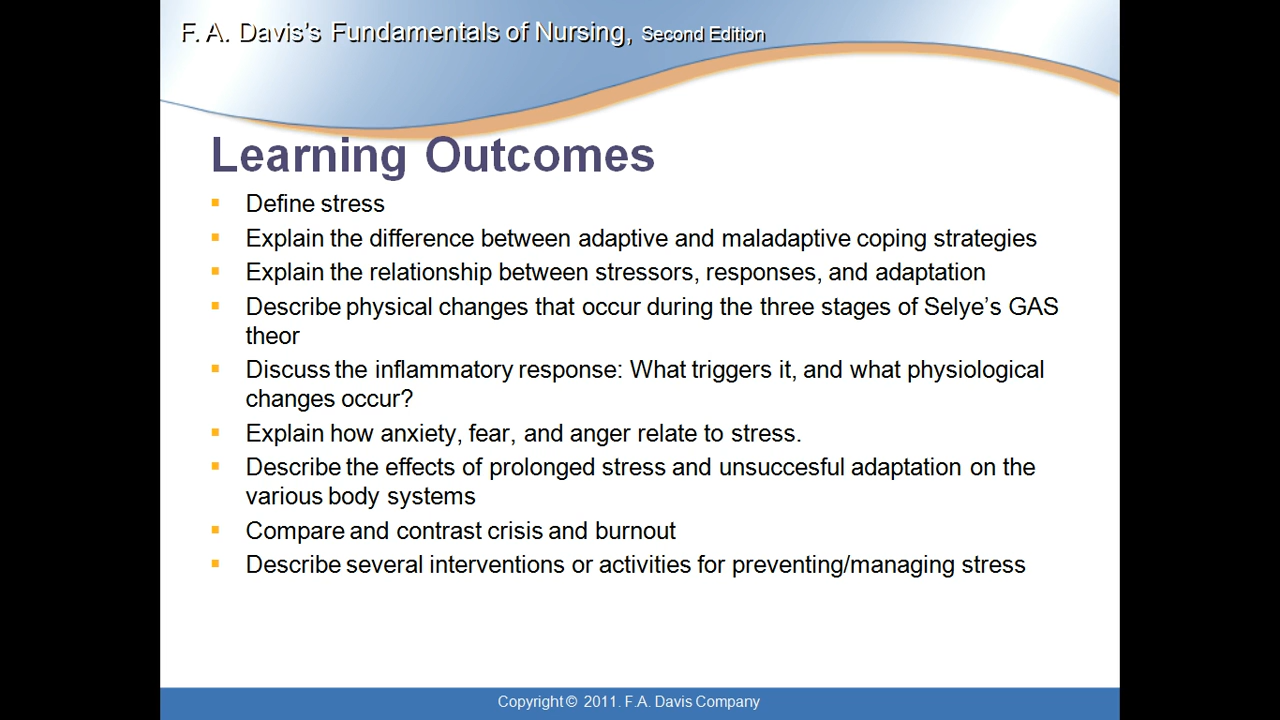 F. A. Davis's Fundamentals of Nursing, Second Edition
Learning Outcomes
Define stress
Explain the difference between adaptive and maladaptive coping strategies
Explain the relationship between stressors, responses, and adaptation
Describe physical changes that occur during the three stages of Selye's GAS
theor
Discuss the inflammatory response: What triggers it, and what physiological
changes occur?
Explain how anxiety, fear, and anger relate to stress.
Describe the effects of prolonged stress and unsuccesful adaptation on the
various body systems
Compare and contrast crisis and burnout
Describe several interventions or activities for preventing/managing stress
Copyright © 2011. F.A. Davis Company